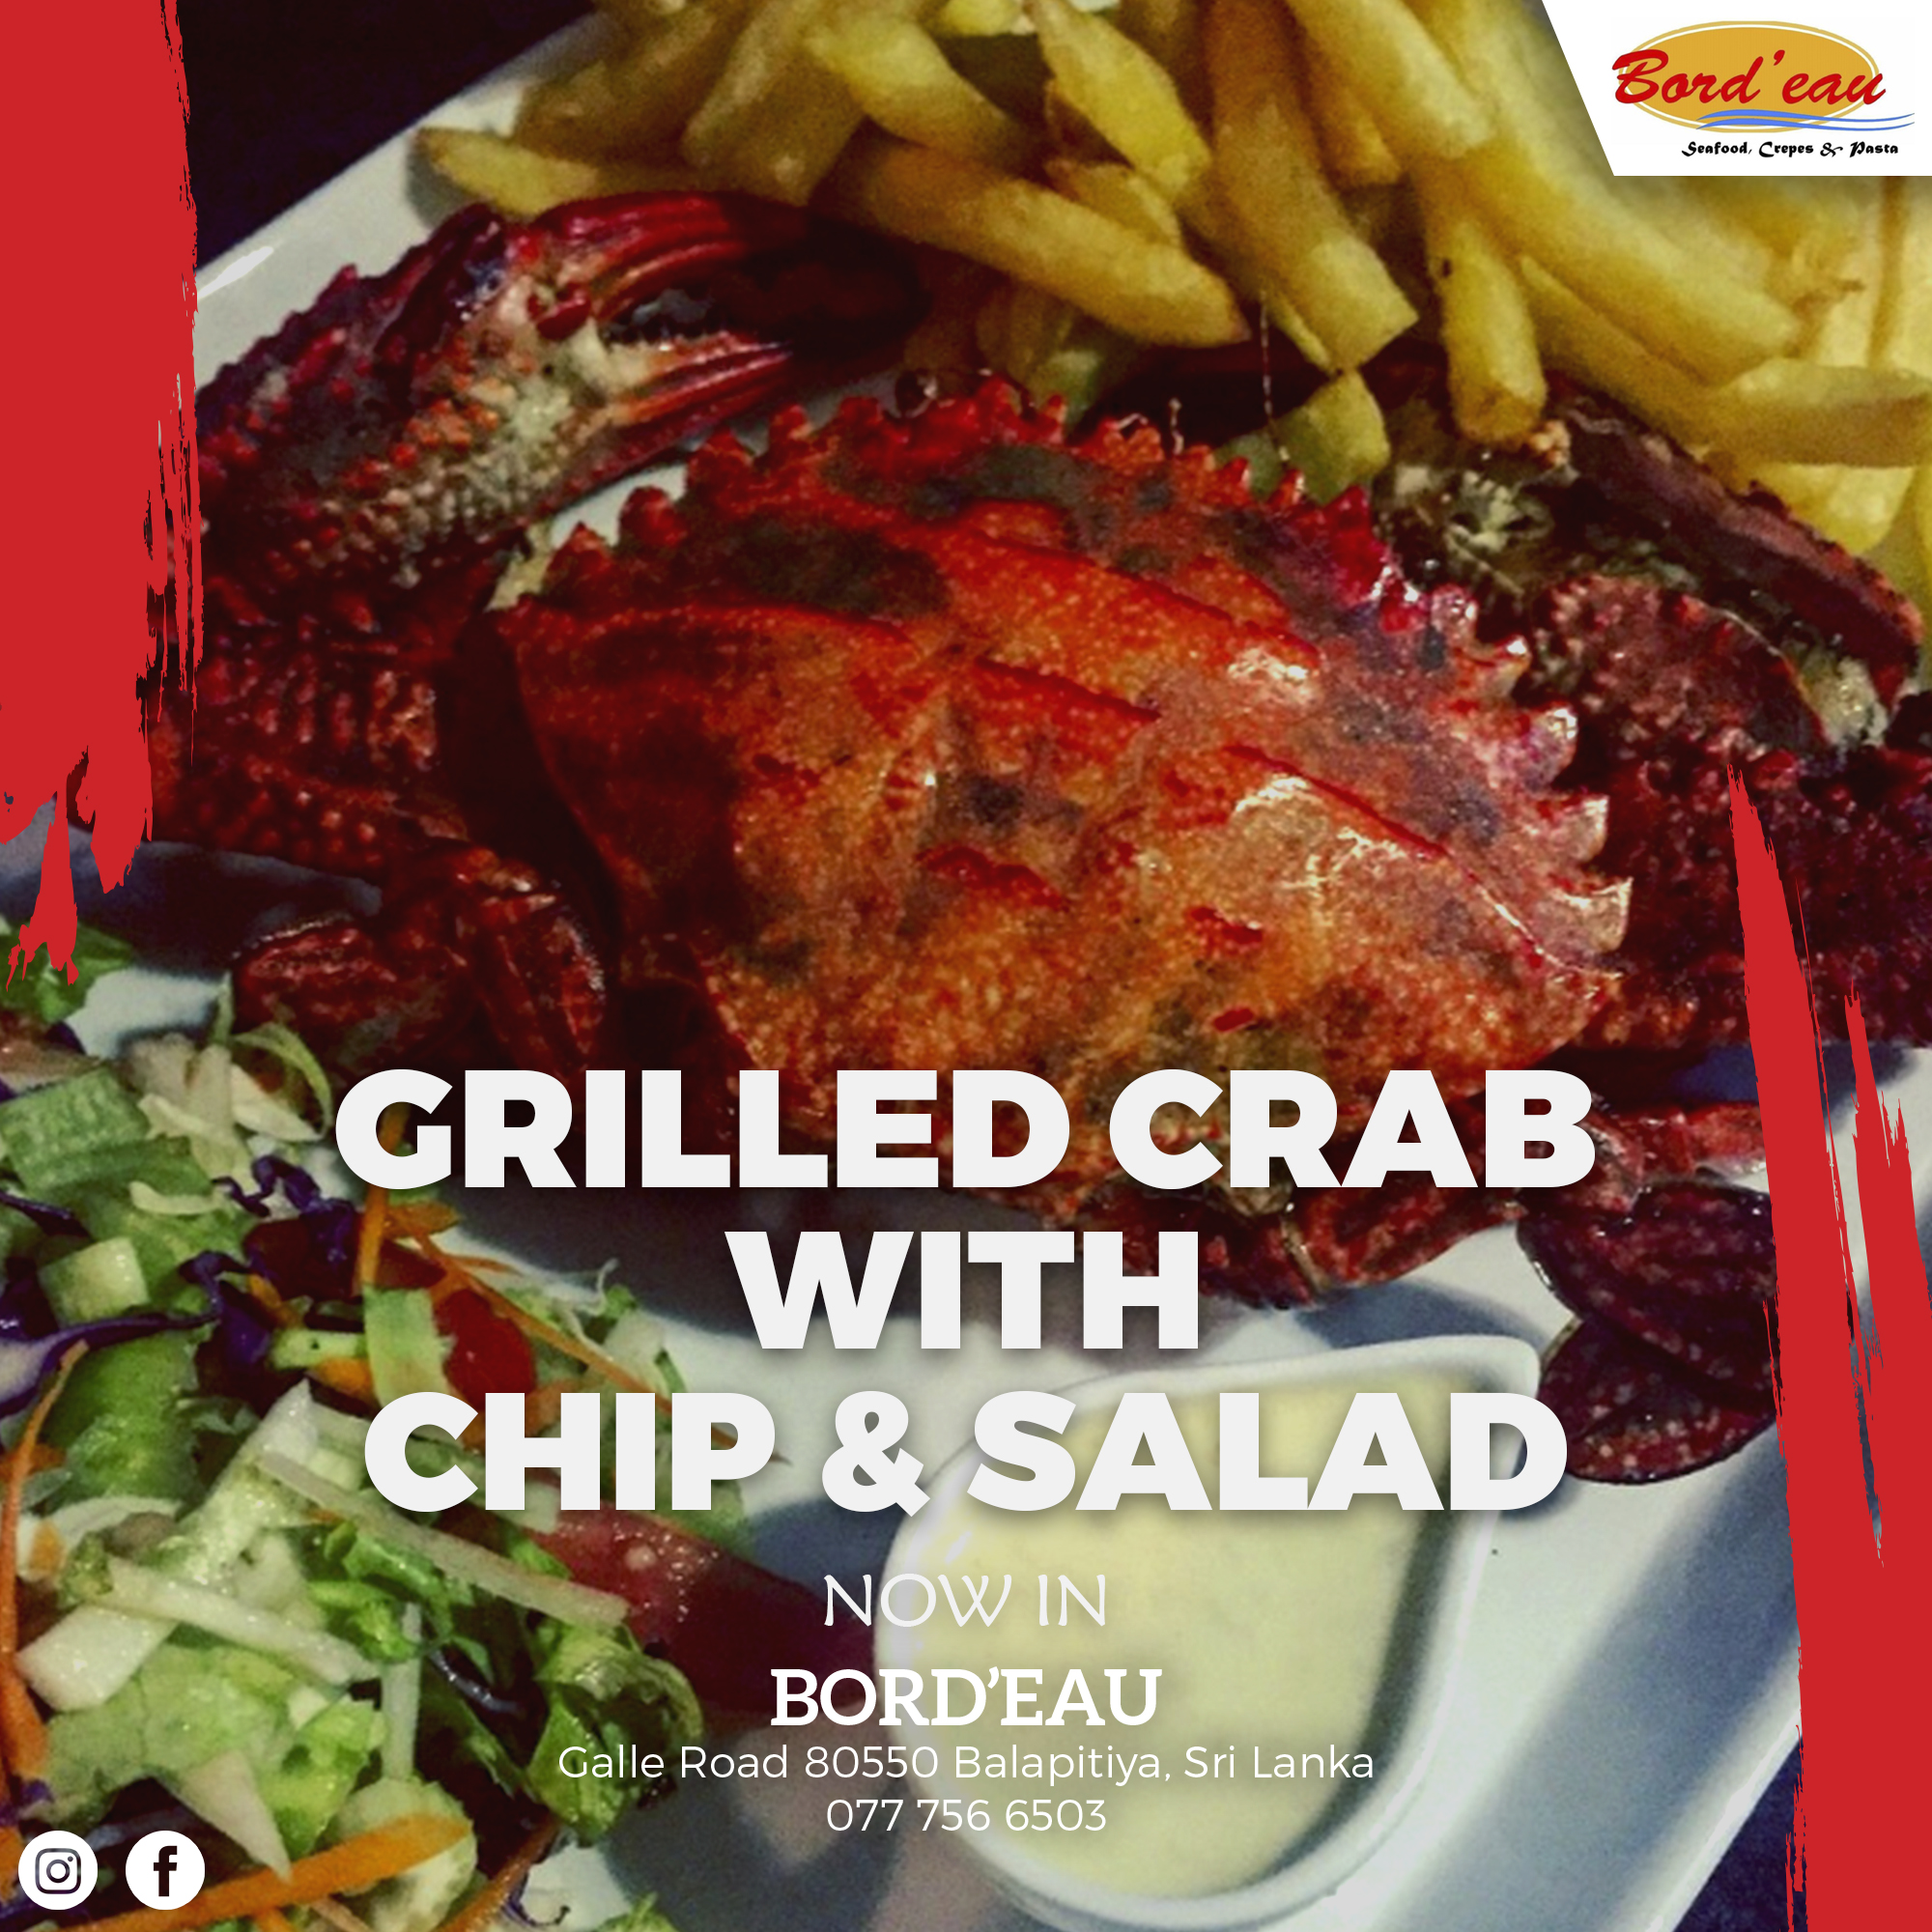 Bord'eau
Seafood, Crepes & Pasta
GRILLED CRAB
WITH
CHIP & SALAD
NOW IN
BORD'EAU
Galle Road 80550 Balapitiya, Sri Lanka
077 756 6503